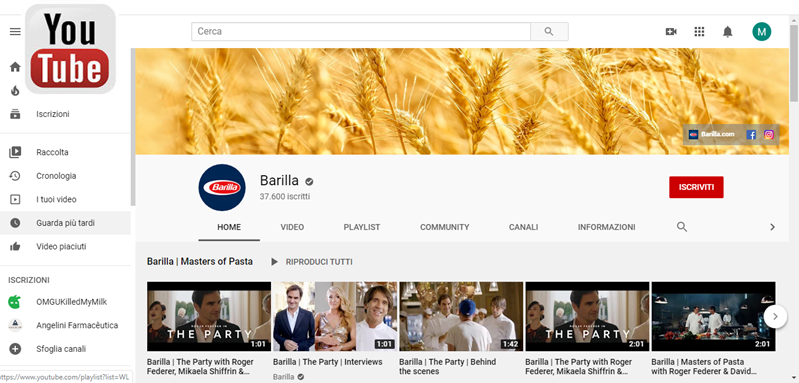 You
Tube
Cerca
M
Iscrizioni
Raccolta
Cronologia
I tuoi video
Guarda più tardi
Video piaciuti
ISCRIZIONI
OMGUKilledMyMilk
Angelini Farmacêutica
Sfoglia canali
https://www.youtube.com/playlist?list=WL
Barilla.com
Barilla
Barilla
37.600 iscritti
ISCRIVITI
HOME VIDEO PLAYLIST COMMUNITY CANALI INFORMAZIONI
Barilla | Masters of Pasta RIPRODUCI TUTTI
THE PARTY
1:01
1:01
1:42
THE PARTY
1:01
2:01
Barilla | The Party with Roger
Federer, Mikaela Shiffrin &...
Barilla | The Party | Interviews
Barilla
Barilla | The Party | Behind
the scenes
Barilla | The Party with Roger
Federer, Mikaela Shiffrin &...
Barilla | Masters of Pasta
with Roger Federer & David...